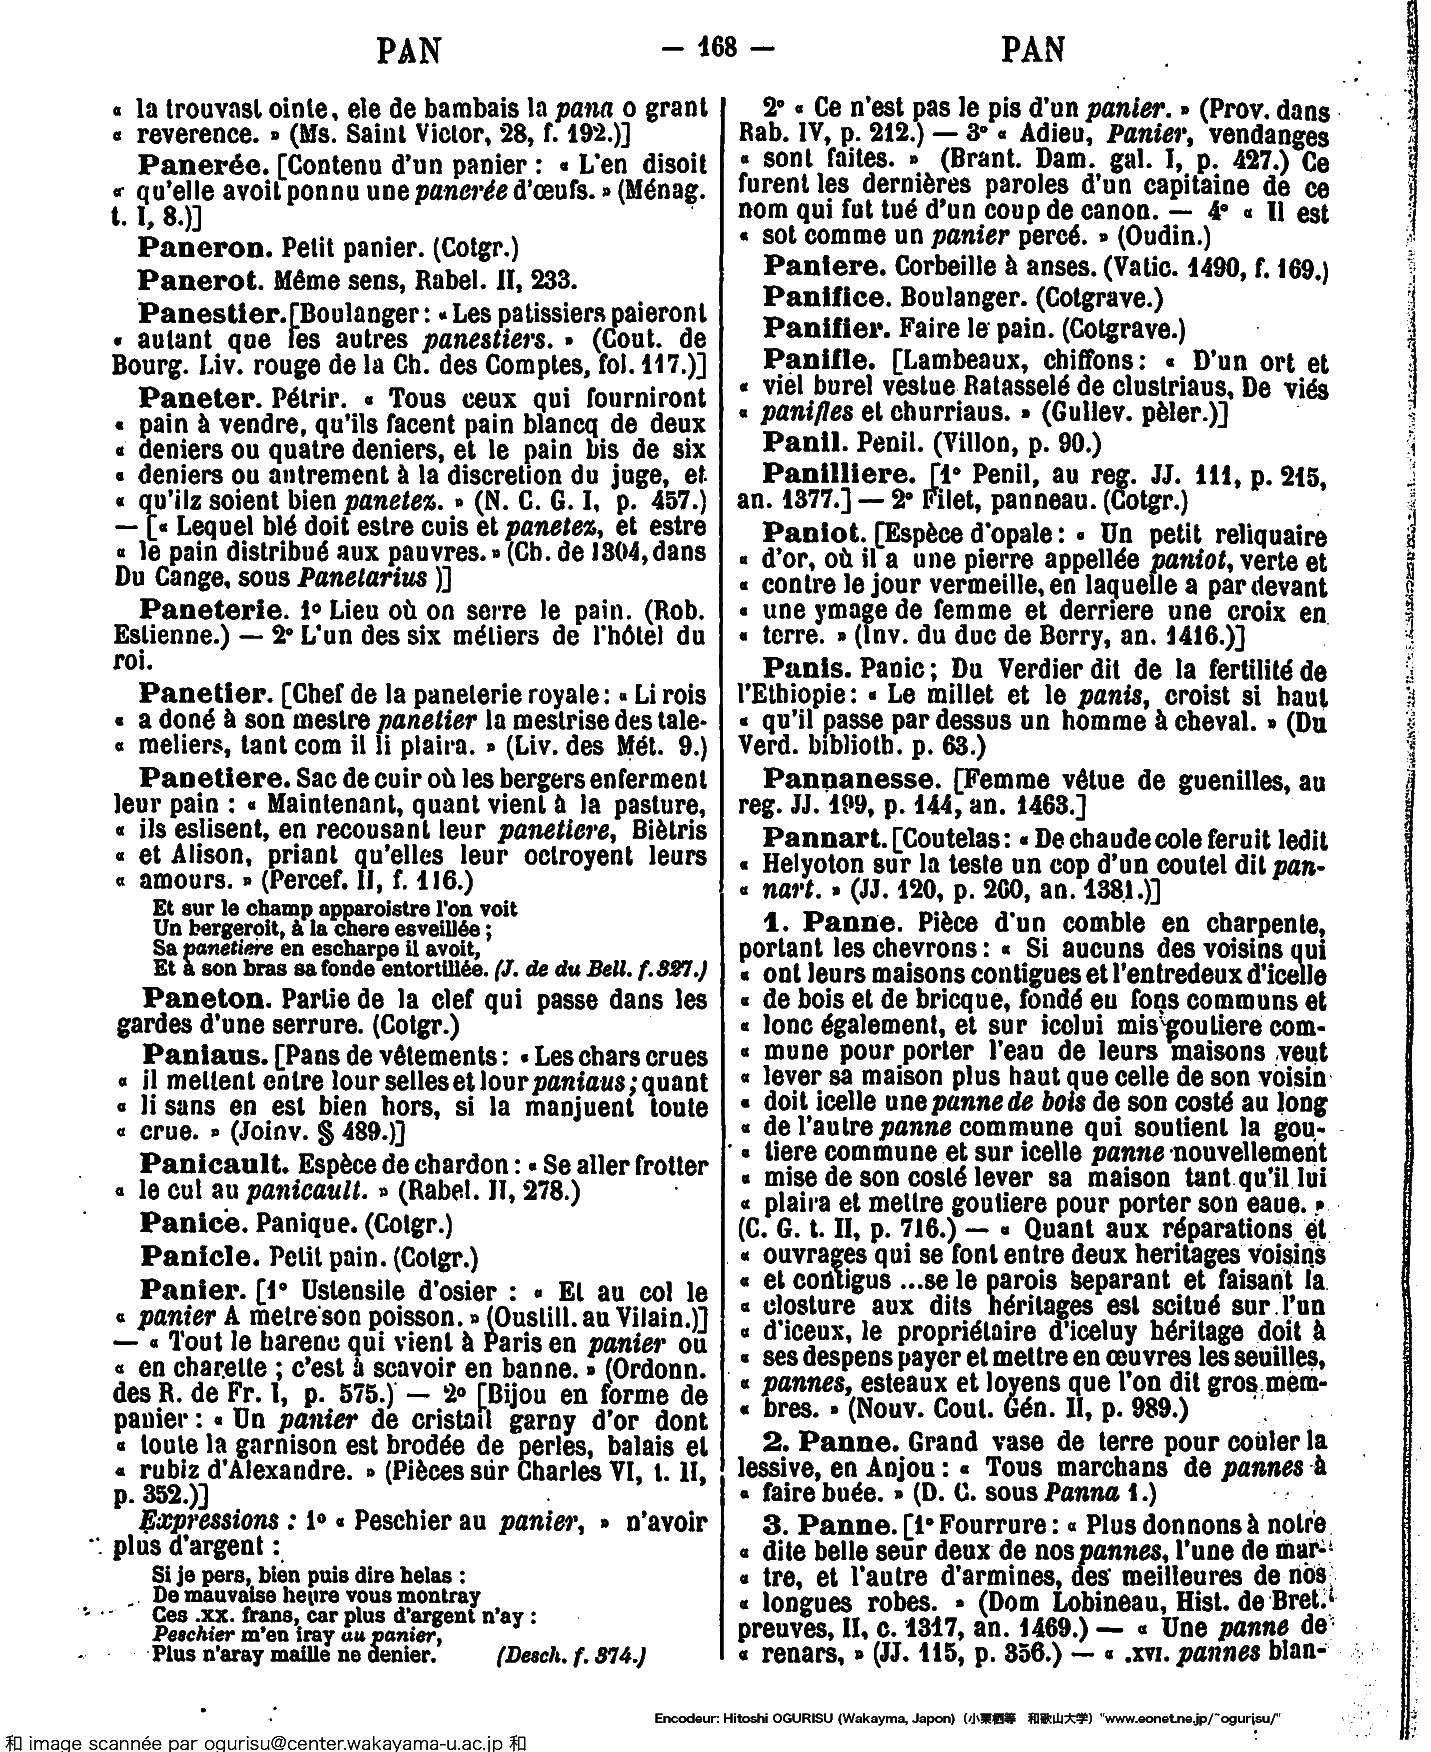 PAN — 168 — PAN
« la trouvast ointe, ele de bambais la pana o grant
« reverence. » (Ms. Saint Victor, 28, f. 192.)]
Panerée. [Contenu d'un panier : « L'en disoit
« qu'elle avoit ponnu une panerée d'œufs. » (Ménag.
t. I, 8.)]
Paneron. Petit panier. (Cotgr.)
Panerot. Même sens, Rabel. II, 233.
Panestier. [Boulanger : « Les patissiers paieront
« autant que les autres panestiers. » (Cout. de
Bourg. Liv. rouge de la Ch. des Comptes, fol. 117.)]
Paneter. Pétrir. « Tous ceux qui fourniront
« pain à vendre, qu'ils facent pain blancq de deux
« deniers ou quatre deniers, et le pain bis de six
« deniers ou autrement à la discretion du juge, et
« qu'ilz soient bien panetez. » (N. C. G. I, p. 457.)
— [« Lequel blé doit estre cuis et panetez, et estre
« le pain distribué aux pauvres. » (Ch. de 1304, dans
Du Cange, sous Panetarius )]
Paneterie. 1º Lieu où on serre le pain. (Rob.
Estienne.) — 2º L'un des six métiers de l'hôtel du
roi.
Panetier. [Chef de la paneterie royale : « Li rois
« a doné à son mestre panetier la mestrise des tale-
« meliers, tant com il li plaira. » (Liv. des Mét. 9.)
Panetiere. Sac de cuir où les bergers enferment
leur pain : « Maintenant, quant vient à la pasture,
« ils eslisent, en recousant leur panetiere, Biètris
« et Alison, priant qu'elles leur octroyent leurs
« amours. » (Percef. II, f. 116.)
Et sur le champ apparoistre l'on voit
Un bergerot, à la chere esveillée ;
Sa panetiere en escharpe il avoit,
Et à son bras sa fonde entortillée. (J. de du Bell. f. 327.)
Paneton. Partie de la clef qui passe dans les
gardes d'une serrure. (Cotgr.)
Paniaus. [Pans de vêtements : « Les chars crues
« il mettent entre lour selles et lour paniaus ; quant
« li sans en est bien hors, si la manjuent toute
« crue. » (Joinv. § 489.)]
Panicault. Espèce de chardon : « Se aller frotter
« le cul au panicault. » (Rabel. II, 278.)
Panice. Panique. (Cotgr.)
Panicle. Petit pain. (Cotgr.)
Panier. [1º Ustensile d'osier : « Et au col le
« panier A metre son poisson. » (Oustill. au Vilain.)]
— « Tout le harenc qui vient à Paris en panier ou
« en charette ; c'est à scavoir en banne. » (Ordonn.
des R. de Fr. I, p. 575.) — 2º [Bijou en forme de
panier : « Un panier de cristail garny d'or dont
« toute la garnison est brodée de perles, balais et
« rubiz d'Alexandre. » (Pièces sur Charles VI, t. II,
p. 352.)]
Expressions : 1º « Peschier au panier, » n'avoir
plus d'argent :
Si je pers, bien puis dire helas :
De mauvaise heure vous montray
Ces .xx. frans, car plus d'argent n'ay :
Peschier m'en iray au panier,
Plus n'aray maille ne denier. (Desch. f. 374.)
2º « Ce n'est pas le pis d'un panier. » (Prov. dans
Rab. IV, p. 212.) — 3º « Adieu, Panier, vendanges
« sont faites. » (Brant. Dam. gal. I, p. 427.) Ce
furent les dernières paroles d'un capitaine de ce
nom qui fut tué d'un coup de canon. — 4º « Il est
« sot comme un panier percé. » (Oudin.)
Paniere. Corbeille à anses. (Vatic. 1490, f. 169.)
Panifice. Boulanger. (Cotgrave.)
Panifier. Faire le pain. (Cotgrave.)
Panifle. [Lambeaux, chiffons : « D'un ort et
« viel burel vestue Ratasselé de clustriaus, De viés
« panifles et churriaus. » (Gullev. pèler.)]
Panil. Penil. (Villon, p. 90.)
Panilliere. [1º Penil, au reg. JJ. 111, p. 215,
an. 1377.] — 2º Filet, panneau. (Cotgr.)
Paniot. [Espèce d'opale : « Un petit reliquaire
« d'or, où il a une pierre appellée paniot, verte et
« contre le jour vermeille, en laquelle a par devant
« une ymage de femme et derriere une croix en
« terre. » (Inv. du duc de Berry, an. 1416.)]
Panis. Panic ; Du Verdier dit de la fertilité de
l'Ethiopie : « Le millet et le panis, croist si haut
« qu'il passe par dessus un homme à cheval. » (Du
Verd. biblioth. p. 63.)
Pannanesse. [Femme vêtue de guenilles, au
reg. JJ. 199, p. 144, an. 1463.]
Pannart. [Coutelas : « De chaude cole feruit ledit
« Helyoton sur la teste un cop d'un coutel dit pan-
« nart. » (JJ. 120, p. 260, an. 1381.)]
1. Panne. Pièce d'un comble en charpente,
portant les chevrons : « Si aucuns des voisins qui
« ont leurs maisons contigues et l'entredeux d'icelle
« de bois et de bricque, fondé eu fons communs et
« lonc également, et sur icelui mis goutiere com-
« mune pour porter l'eau de leurs maisons veut
« lever sa maison plus haut que celle de son voisin
« doit icelle une panne de bois de son costé au long
« de l'autre panne commune qui soutient la gou-
« tiere commune et sur icelle panne nouvellement
« mise de son costé lever sa maison tant qu'il lui
« plaira et mettre goutiere pour porter son eaue. »
(C. G. t. II, p. 716.) — « Quant aux réparations et
« ouvrages qui se font entre deux heritages voisins
« et contigus ...se le parois separant et faisant la
« closture aux dits héritages est scitué sur l'un
« d'iceux, le propriétaire d'iceluy héritage doit à
« ses despens payer et mettre en œuvres les seuilles,
« pannes, esteaux et loyens que l'on dit gros mem-
« bres. » (Nouv. Cout. Gén. II, p. 989.)
2. Panne. Grand vase de terre pour couler la
lessive, en Anjou : « Tous marchans de pannes à
« faire buée. » (D. C. sous Panna 1.)
3. Panne. [1º Fourrure : « Plus donnons à notre
« dite belle seur deux de nos pannes, l'une de mar-
« tre, et l'autre d'armines, des meilleures de nos
« longues robes. » (Dom Lobineau, Hist. de Bret.
preuves, II, c. 1317, an. 1469.) — « Une panne de
« renars, » (JJ. 115, p. 356.) — « .xvi. pannes blan-
Encodeur: Hitoshi OGURISU (Wakayma, Japon) (小栗栖等 和歌山大学) "www.eonet.ne.jp/~ogurisu/"
和 image scannée par ogurisu@center.wakayama-u.ac.jp 和